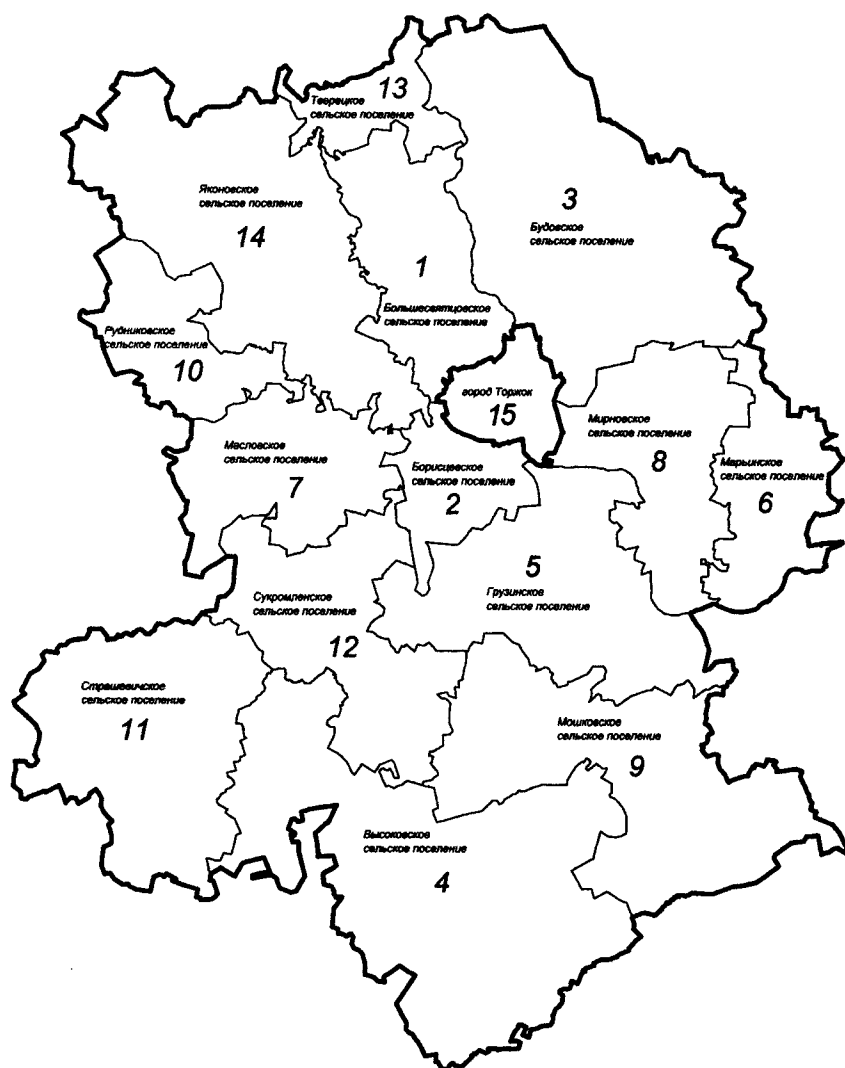 13
Тверецкое
сельское поселение
Яконовское
сельское поселение
14
3
Будовское
сельское поселение
1
Большесвятцовское
сельское поселение
Рудниковское
сельское поселение
10
город Торжок
15
Мирновское
сельское поселение
8
Масловское
сельское поселение
7
Борисцевское
сельское поселение
2
Марьинское
сельское поселение
6
5
Грузинское
сельское поселение
Сукромленское
сельское поселение
12
Страшевичское
сельское поселение
11
Мошковское
сельское поселение
9
Высоковское
сельское поселение
4